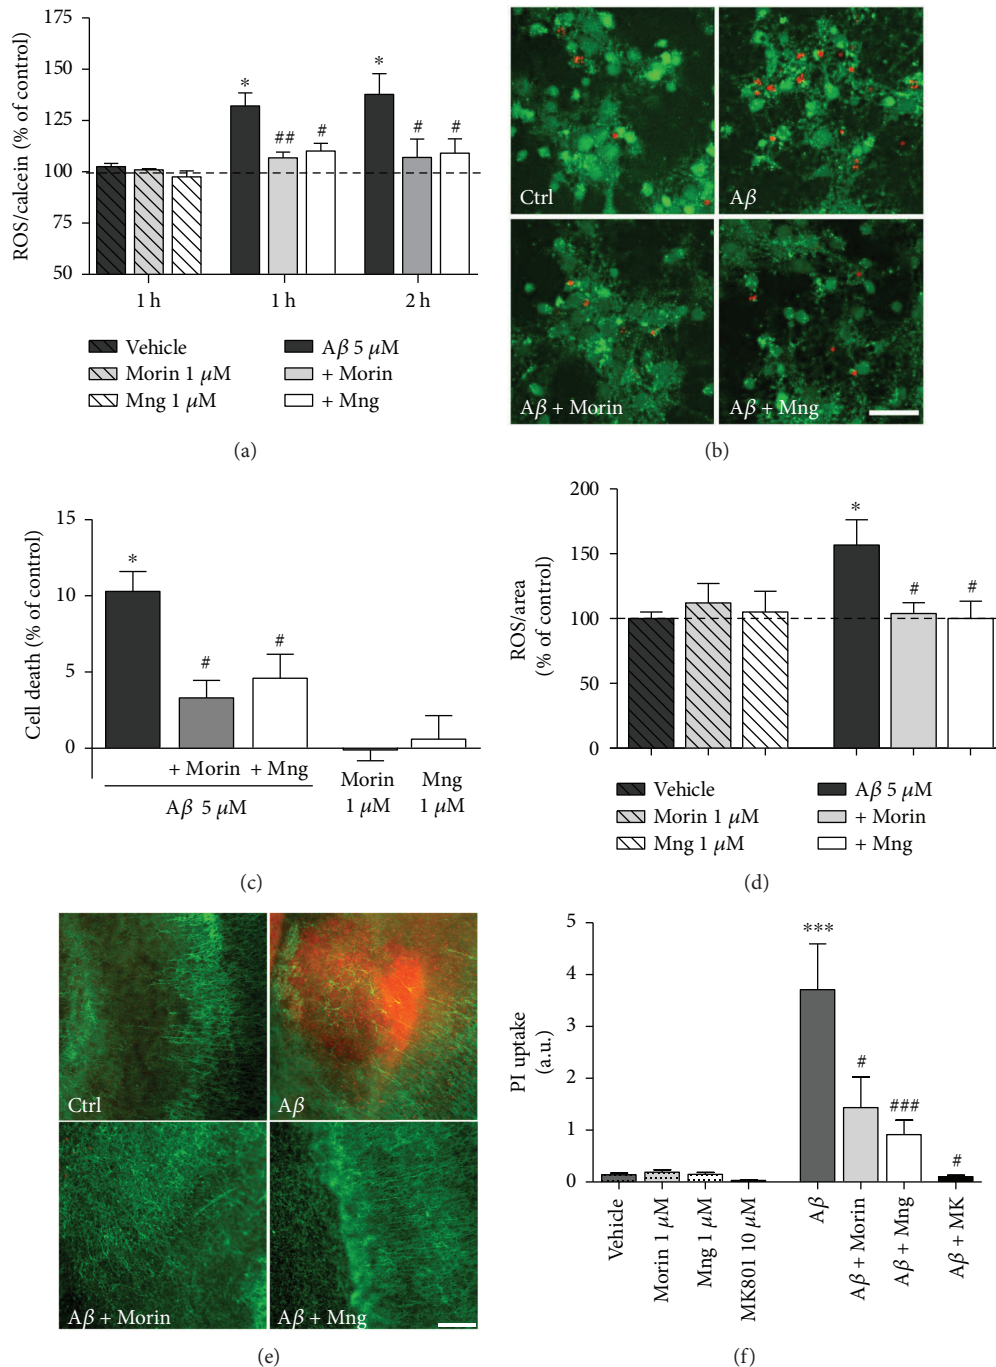 175
150
125
100
75
50
ROS/calcein (% of control)
*
##
#
*
#
#
1 h
1 h
2 h
Vehicle
Aβ 5 μM
Morin 1 μM
+ Morin
Mng 1 μM
+ Mng
(a)
Ctrl
Aβ
Aβ + Morin
Aβ + Mng
(b)
15
10
5
0
Cell death (% of control)
*
#
#
+ Morin
+ Mng
Aβ 5 μM
Morin
1 μM
Mng
1 μM
(c)
200
150
100
50
0
ROS/area
(% of control)
*
#
#
Vehicle
Aβ 5 μM
Morin 1 μM
+ Morin
Mng 1 μM
+ Mng
(d)
Ctrl
Aβ
Aβ + Morin
Aβ + Mng
(e)
5
4
3
2
1
0
PI uptake
(a.u.)
***
#
###
#
Vehicle
Morin 1 μM
Mng 1 μM
MK801 10 μM
Aβ
Aβ + Morin
Aβ + Mng
Aβ + MK
(f)